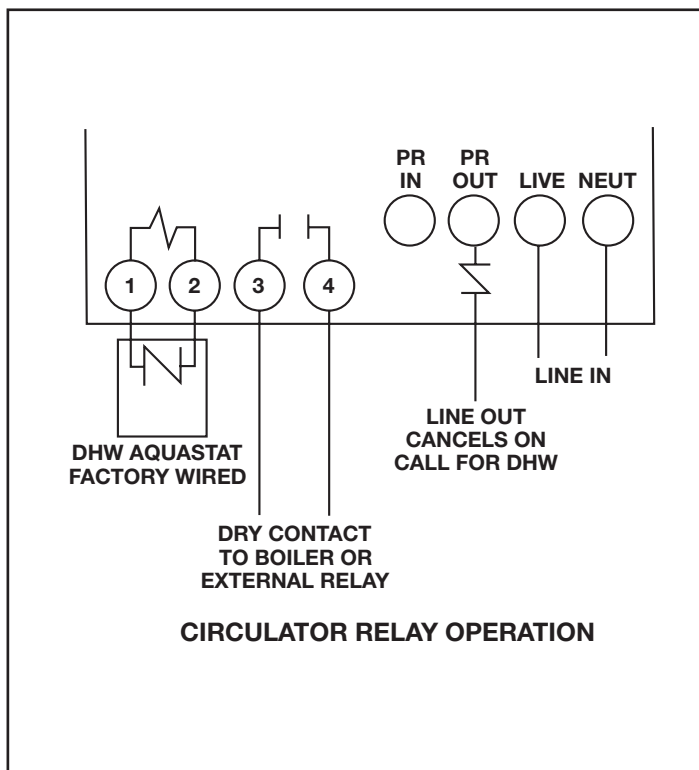 PR
IN
PR
OUT
LIVE
NEUT
1
2
3
4
LINE IN
LINE OUT
CANCELS ON
CALL FOR DHW
DHW AQUASTAT
FACTORY WIRED
DRY CONTACT
TO BOILER OR
EXTERNAL RELAY
CIRCULATOR RELAY OPERATION